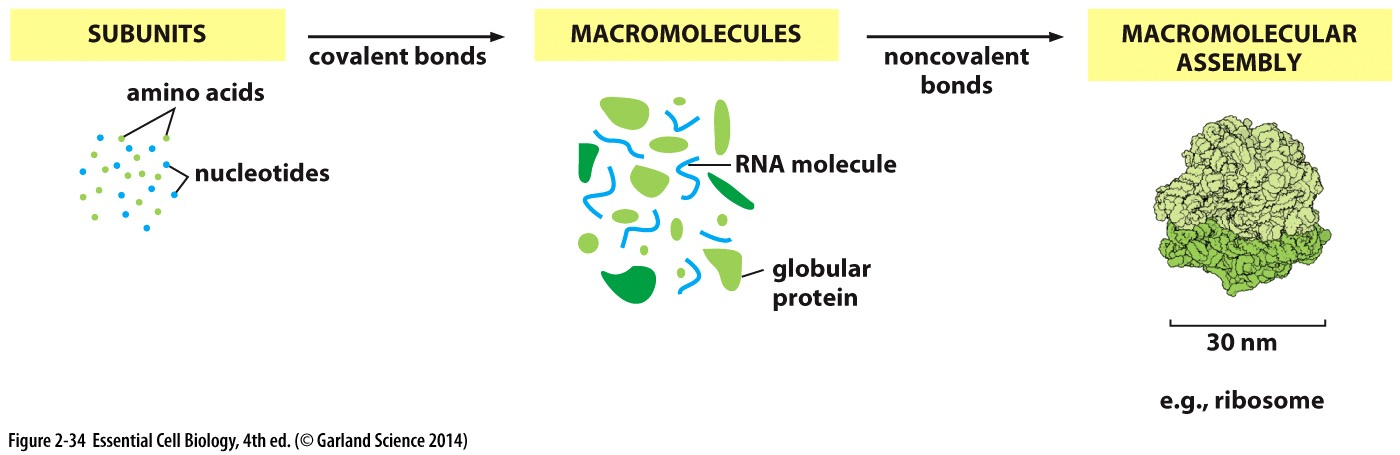 SUBUNITS
covalent bonds
MACROMOLECULES
noncovalent
bonds
MACROMOLECULAR
ASSEMBLY
amino acids
nucleotides
RNA molecule
globular
protein
30 nm
e.g., ribosome
Figure 2-34 Essential Cell Biology, 4th ed. (© Garland Science 2014)